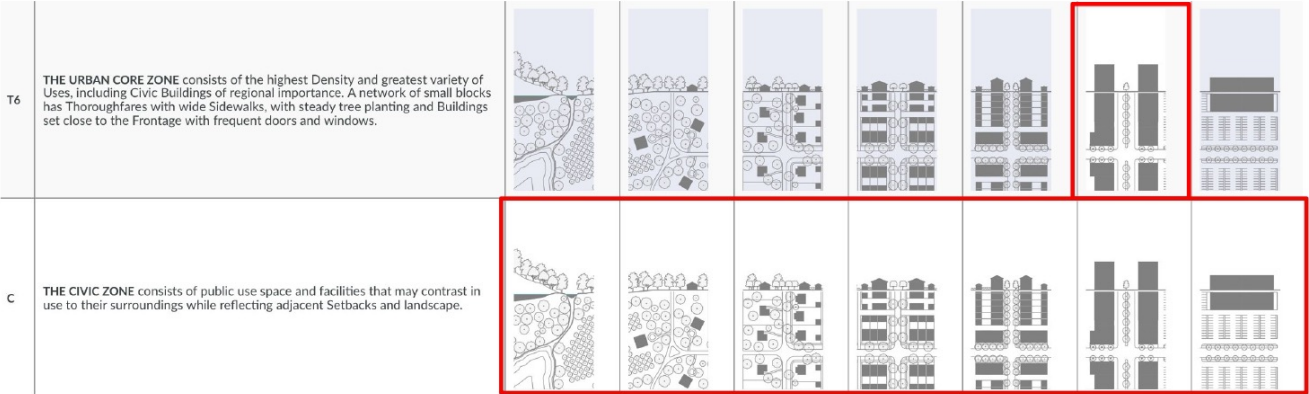 T6
THE URBAN CORE ZONE consists of the highest Density and greatest variety of
Uses, including Civic Buildings of regional importance. A network of small blocks
has Thoroughfares with wide Sidewalks, with steady tree planting and Buildings
set close to the Frontage with frequent doors and windows.
C
THE CIVIC ZONE consists of public use space and facilities that may contrast in
use to their surroundings while reflecting adjacent Setbacks and landscape.